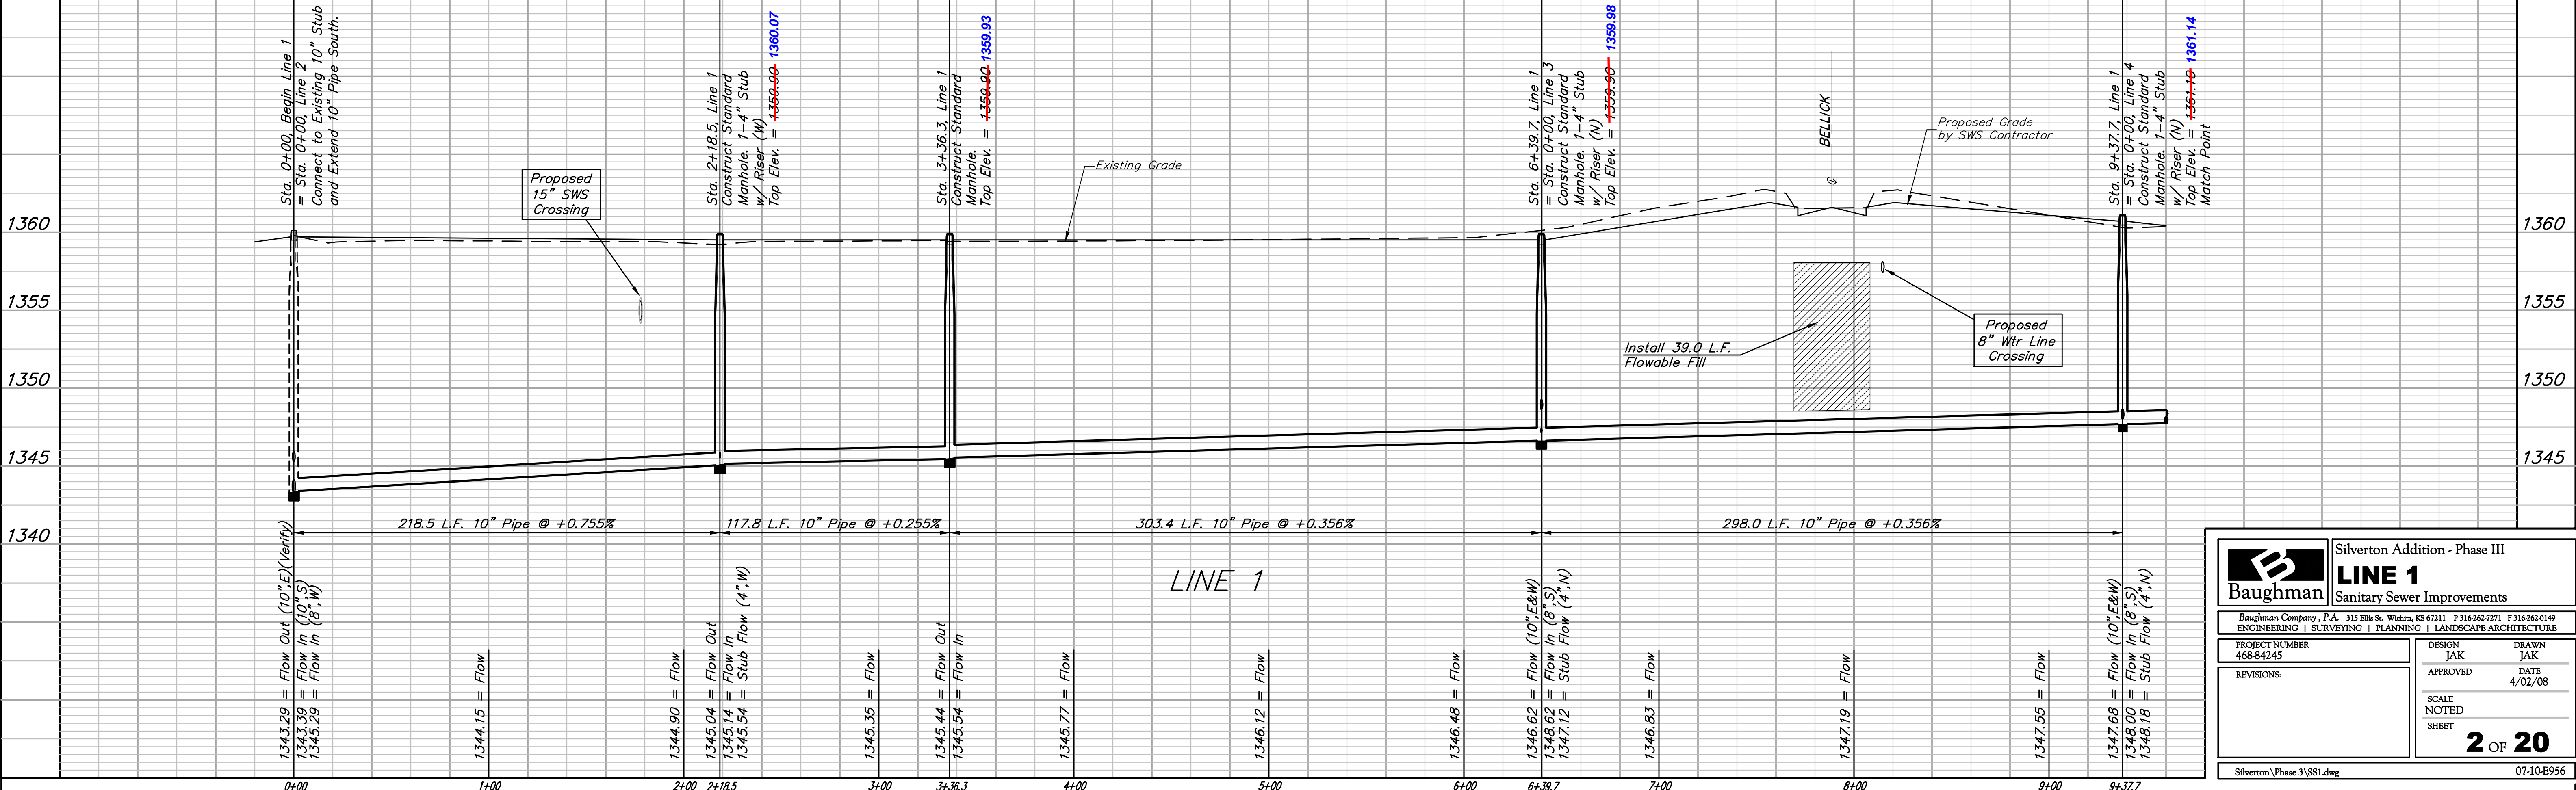 Sta. 0+00, Begin Line 1
= Sta. 0+00, Line 2
Connect to Existing 10" Stub
and Extend 10" Pipe South.
Sta. 2+18.5, Line 1
Construct Standard
Manhole. 1-4" Stub
w/ Riser (W)
Top Elev. = 1359.90 1360.07
Sta. 3+36.3, Line 1
Construct Standard
Manhole.
Top Elev. = 1359.90 1359.93
Sta. 6+39.7, Line 1
= Sta. 0+00, Line 3
Construct Standard
Manhole. 1-4" Stub
w/ Riser (N)
Top Elev. = 1359.90 1359.98
BELLICK
Sta. 9+37.7, Line 1
= Sta. 0+00, Line 4
Construct Standard
Manhole. 1-4" Stub
w/ Riser (N)
Top Elev. = 1361.10 1361.14
Match Point
Proposed
15" SWS
Crossing
Existing Grade
Proposed Grade
by SWS Contractor
Install 39.0 L.F.
Flowable Fill
Proposed
8" Wtr Line
Crossing
1360
1355
1350
1345
1340
1360
1355
1350
1345
218.5 L.F. 10" Pipe @ +0.755%
117.8 L.F. 10" Pipe @ +0.255%
303.4 L.F. 10" Pipe @ +0.356%
298.0 L.F. 10" Pipe @ +0.356%
LINE 1
1343.29 = Flow Out (10",E)(Verify)
1343.39 = Flow In (10",S)
1345.29 = Flow In (8",W)
1344.15 = Flow
1344.90 = Flow
1345.04 = Flow Out
1345.14 = Flow In
1345.54 = Stub Flow (4",W)
1345.35 = Flow
1345.44 = Flow Out
1345.54 = Flow In
1345.77 = Flow
1346.12 = Flow
1346.48 = Flow
1346.62 = Flow (10",E&W)
1348.62 = Flow In (8",S)
1347.12 = Stub Flow (4",N)
1346.83 = Flow
1347.19 = Flow
1347.55 = Flow
1347.68 = Flow (10",E&W)
1348.00 = Flow In (8",S)
1348.18 = Stub Flow (4",N)
0+00
1+00
2+00
2+18.5
3+00
3+36.3
4+00
5+00
6+00
6+39.7
7+00
8+00
9+00
9+37.7
Baughman
Silverton Addition - Phase III
LINE 1
Sanitary Sewer Improvements
Baughman Company, P.A. 315 Ellis St. Wichita, KS 67211 P 316-262-7271 F 316-262-0149
ENGINEERING | SURVEYING | PLANNING | LANDSCAPE ARCHITECTURE
PROJECT NUMBER
468-84245
REVISIONS:
DESIGN
JAK
DRAWN
JAK
APPROVED
DATE
4/02/08
SCALE
NOTED
SHEET
2 OF 20
Silverton\Phase 3\SS1.dwg
07-10-E956